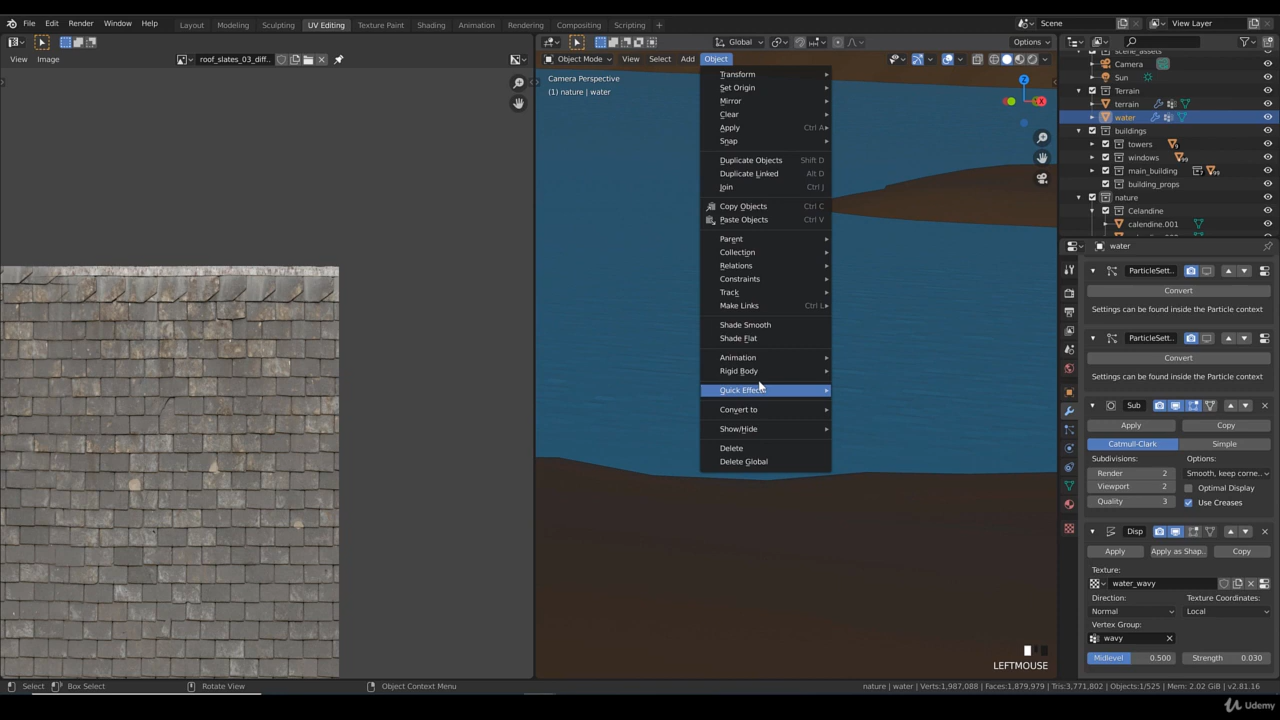 File Edit Render Window Help Layout Modeling Sculpting UV Editing Texture Paint Shading Animation Rendering Compositing Scripting + Scene View Layer
View Image roof_slates_03_diff.. Global Options
Object Mode View Select Add Object
Camera Perspective
(1) nature | water
Transform
Set Origin
Mirror
Clear
Apply Ctrl A
Snap
Duplicate Objects Shift D
Duplicate Linked Alt D
Join Ctrl J
Copy Objects Ctrl C
Paste Objects Ctrl V
Parent
Collection
Relations
Constraints
Track
Make Links Ctrl L
Shade Smooth
Shade Flat
Animation
Rigid Body
Quick Effects
Convert to
Show/Hide
Delete
Delete Global
Z
X
LEFTMOUSE
scene_assets
Camera
Sun
Terrain
terrain
water
buildings
towers 9
windows 99
main_building 99
building_props
nature
Celandine
calendine.001
water
ParticleSett..
Convert
Settings can be found inside the Particle context
ParticleSett..
Convert
Settings can be found inside the Particle context
Sub
Apply Copy
Catmull-Clark Simple
Subdivisions: Options:
Render 2 Smooth, keep corne..
Viewport 2 Optimal Display
Quality 3 Use Creases
Disp
Apply Apply as Shap.. Copy
Texture:
water_wavy
Direction: Texture Coordinates:
Normal Local
Vertex Group:
wavy
Midlevel 0.500 Strength 0.030
Select Box Select Rotate View Object Context Menu nature | water | Verts:1,987,088 | Faces:1,879,979 | Tris:3,771,802 | Objects:1/525 | Mem: 2.02 GiB | v2.81.16
Udemy